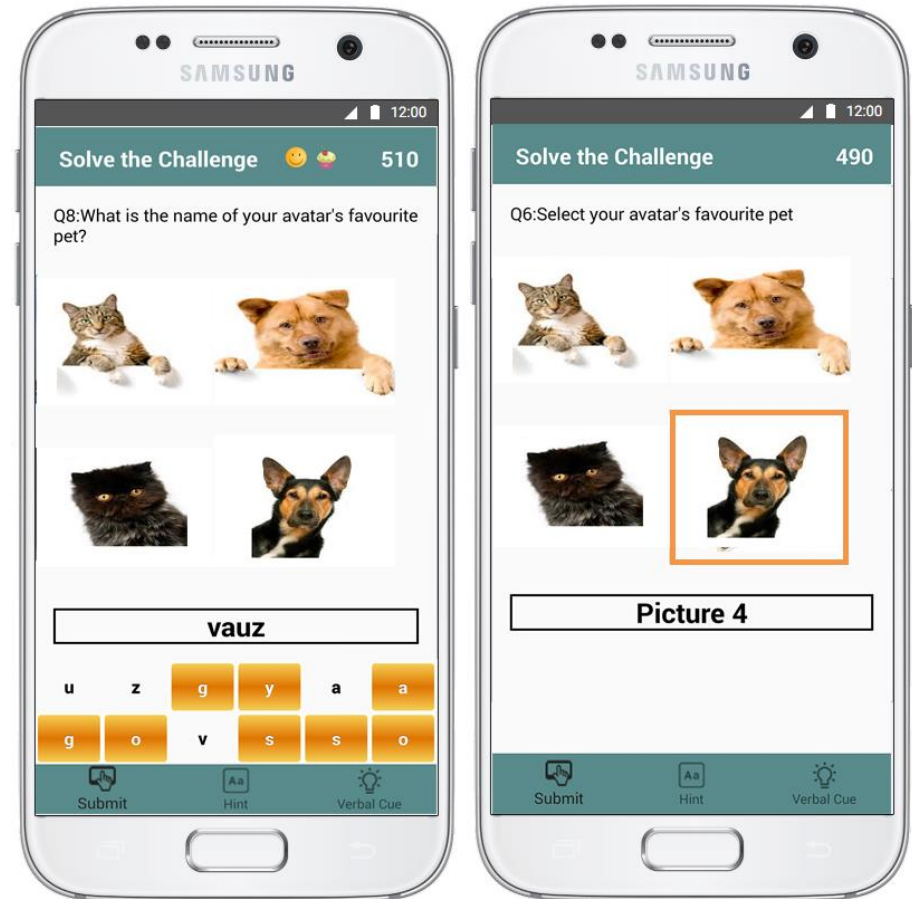 SAMSUNG
12:00
Solve the Challenge 510
Q8:What is the name of your avatar's favourite
pet?
vauz
u z g y a a
g o v s s o
Submit Aa Hint Verbal Cue
SAMSUNG
12:00
Solve the Challenge 490
Q6:Select your avatar's favourite pet
Picture 4
Submit Aa Hint Verbal Cue